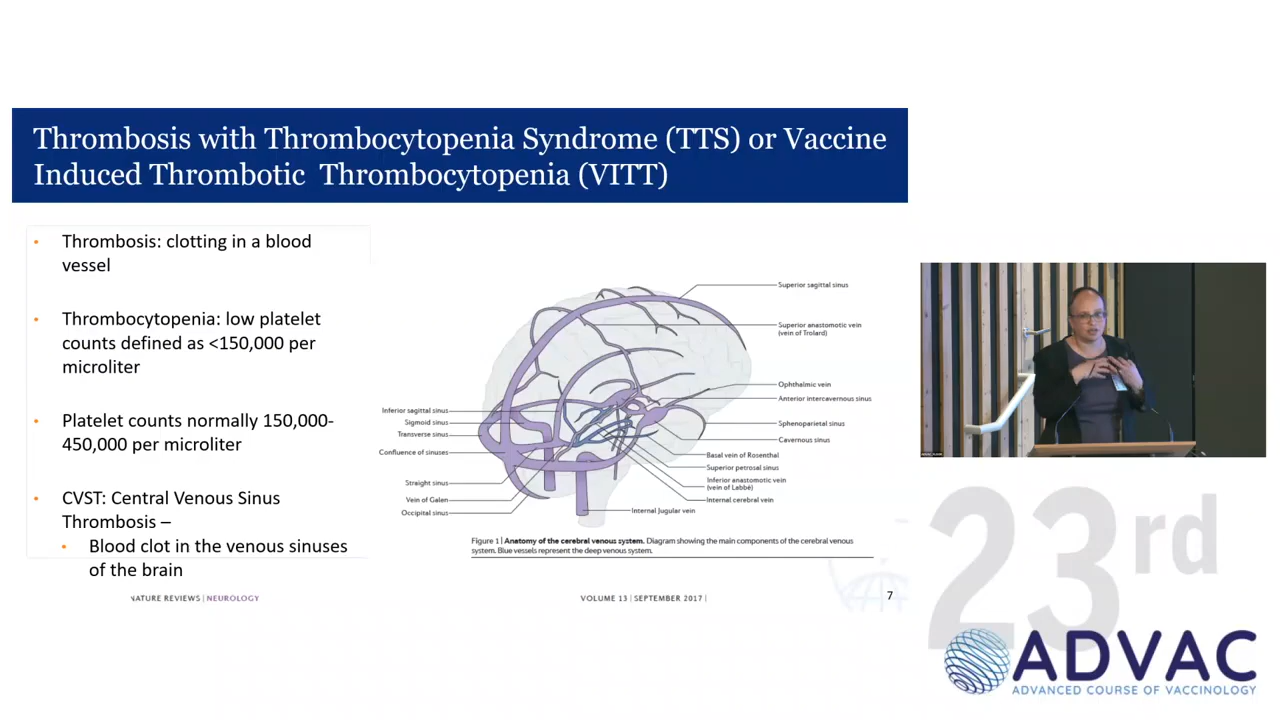 Thrombosis with Thrombocytopenia Syndrome (TTS) or Vaccine
Induced Thrombotic Thrombocytopenia (VITT)
• Thrombosis: clotting in a blood
vessel
• Thrombocytopenia: low platelet
counts defined as <150,000 per
microliter
• Platelet counts normally 150,000-
450,000 per microliter
• CVST: Central Venous Sinus
Thrombosis –
• Blood clot in the venous sinuses
of the brain
Superior sagittal sinus
Superior anastomotic vein
(vein of Trolard)
Ophthalmic vein
Anterior intercavernous sinus
Sphenoparietal sinus
Cavernous sinus
Basal vein of Rosenthal
Superior petrosal sinus
Inferior anastomotic vein
(vein of Labbé)
Internal cerebral vein
Internal Jugular vein
Inferior sagittal sinus
Sigmoid sinus
Transverse sinus
Confluence of sinuses
Straight sinus
Vein of Galen
Occipital sinus
Figure 1 | Anatomy of the cerebral venous system. Diagram showing the main components of the cerebral venous
system. Blue vessels represent the deep venous system.
NATURE REVIEWS | NEUROLOGY
VOLUME 13 | SEPTEMBER 2017 |
7
23rd
ADVAC
ADVANCED COURSE OF VACCINOLOGY